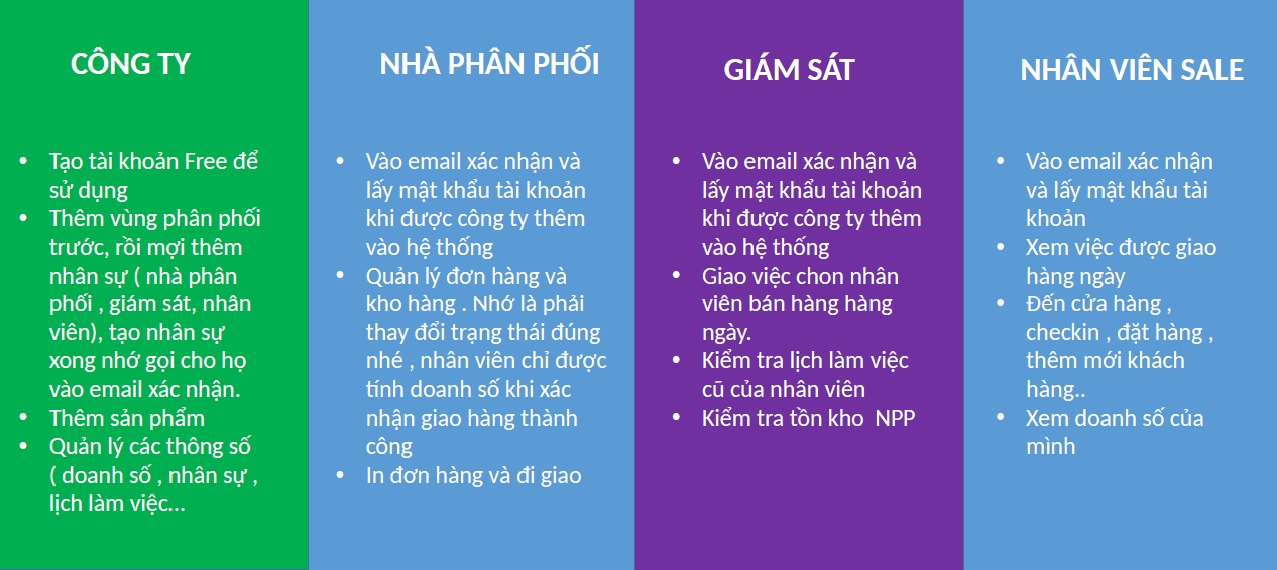 CÔNG TY
• Tạo tài khoản Free để
sử dụng
• Thêm vùng phân phối
trước, rồi mợi thêm
nhân sự ( nhà phân
phối , giám sát, nhân
viên), tạo nhân sự
xong nhớ gọi cho họ
vào email xác nhận.
• Thêm sản phẩm
• Quản lý các thông số
( doanh số , nhân sự ,
lịch làm việc...
NHÀ PHÂN PHỐI
• Vào email xác nhận và
lấy mật khẩu tài khoản
khi được công ty thêm
vào hệ thống
• Quản lý đơn hàng và
kho hàng . Nhớ là phải
thay đổi trạng thái đúng
nhé , nhân viên chỉ được
tính doanh số khi xác
nhận giao hàng thành
công
• In đơn hàng và đi giao
GIÁM SÁT
• Vào email xác nhận và
lấy mật khẩu tài khoản
khi được công ty thêm
vào hệ thống
• Giao việc chon nhân
viên bán hàng hàng
ngày.
• Kiểm tra lịch làm việc
cũ của nhân viên
• Kiểm tra tồn kho  NPP
NHÂN VIÊN SALE
• Vào email xác nhận
và lấy mật khẩu tài
khoản
• Xem việc được giao
hàng ngày
• Đến cửa hàng ,
checkin , đặt hàng ,
thêm mới khách
hàng..
• Xem doanh số của
mình